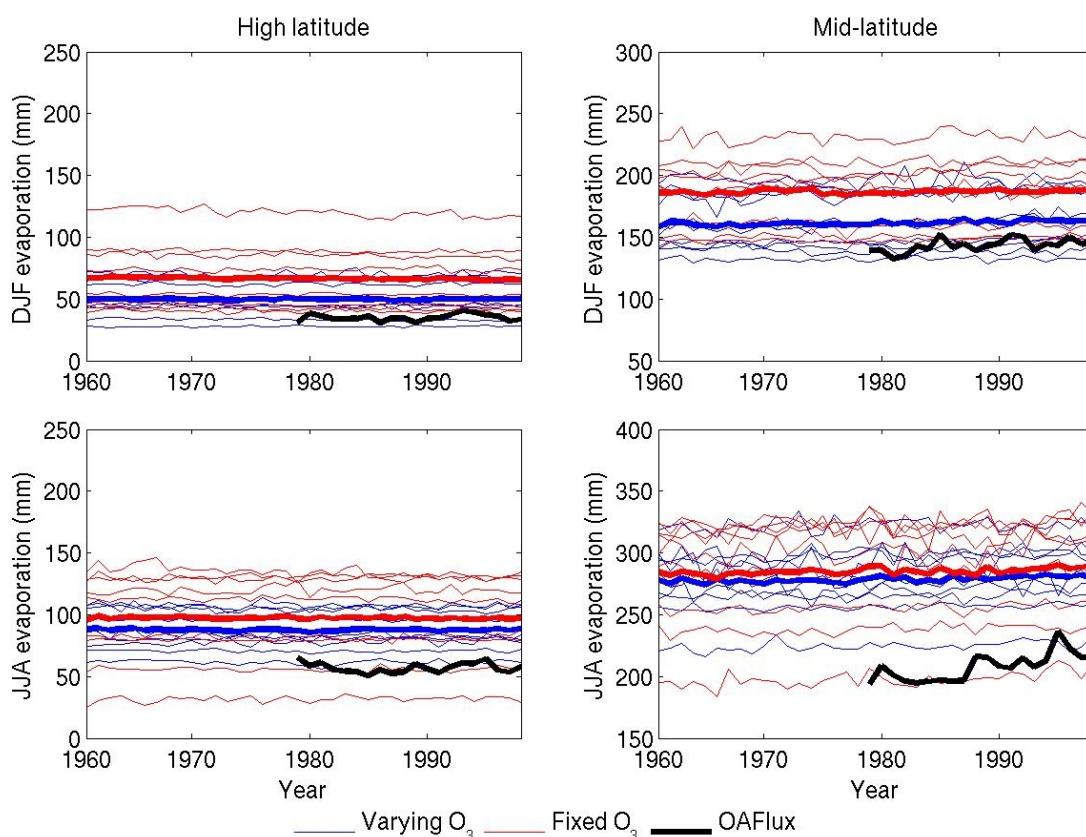 High latitude
Mid-latitude
DJF evaporation (mm)
250
200
150
100
50
0
1960 1970 1980 1990
DJF evaporation (mm)
300
250
200
150
100
50
1960 1970 1980 1990
JJA evaporation (mm)
250
200
150
100
50
0
1960 1970 1980 1990
Year
JJA evaporation (mm)
400
350
300
250
200
150
1960 1970 1980 1990
Year
Varying O₃ Fixed O₃ OAFlux